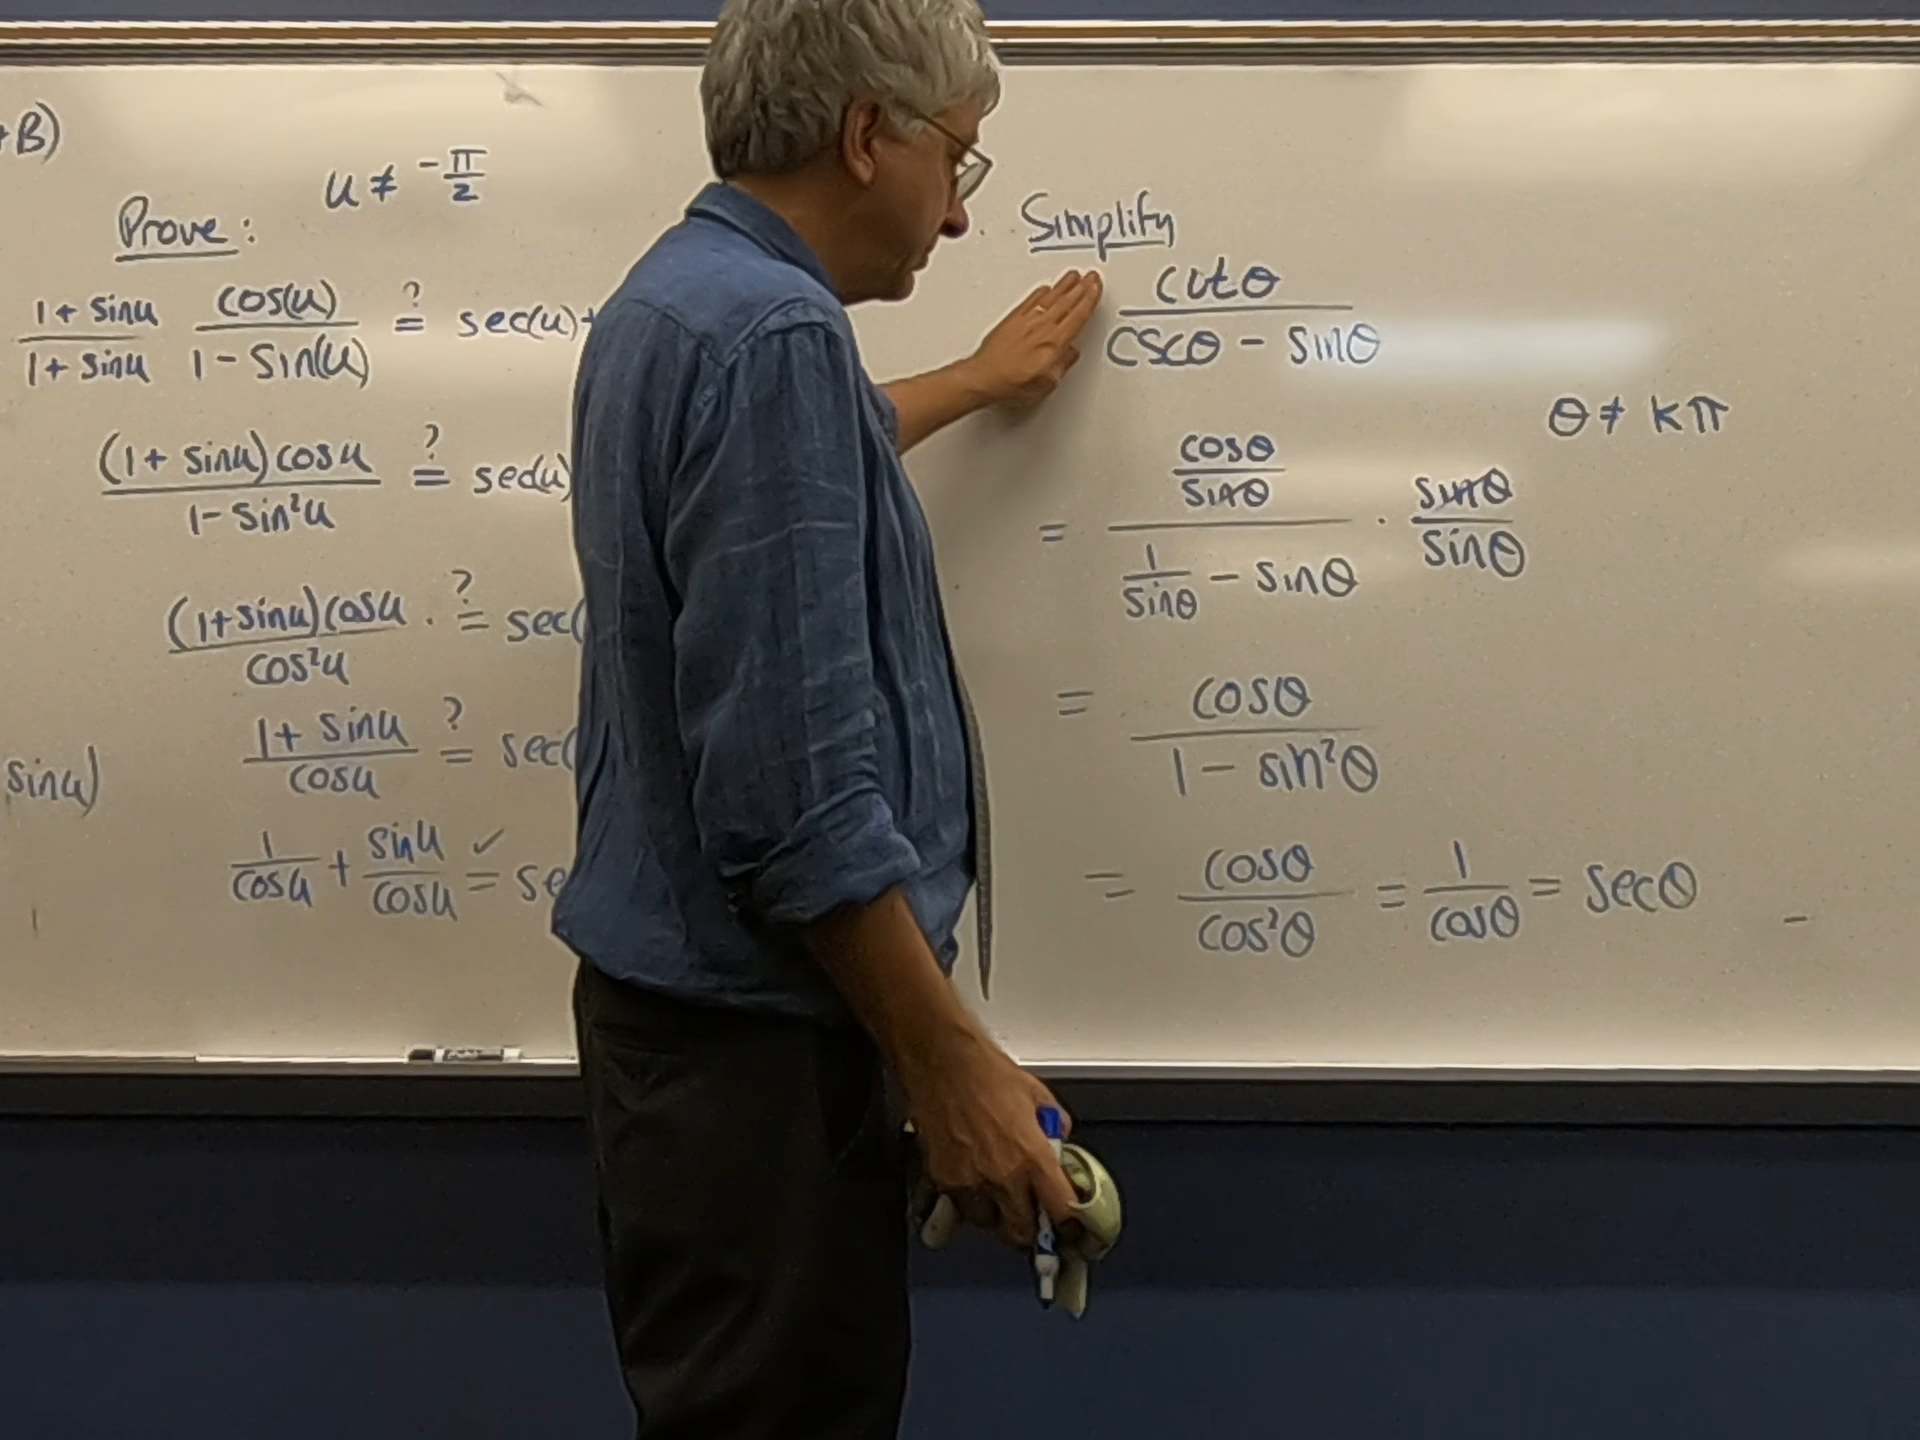 +B)
Prove: u ≠ -π/2
(1 + sinu)/(1 + sinu) cos(u)/(1 - sin(u)) ?= sec(u)+
((1 + sinu)cosu)/(1 - sin²u) ?= sec(u)
((1+sinu)cosu)/(cos²u) . ?= sec(
(1 + sinu)/(cosu) ?= sec(
sinu)
1/cosu + sinu/cosu ✓= se
Simplify
cotθ/(cscθ - sinθ)
θ ≠ kπ
= (cosθ/sinθ)/(1/sinθ - sinθ) · sinθ/sinθ
= cosθ/(1 - sin²θ)
= cosθ/cos²θ = 1/cosθ = secθ